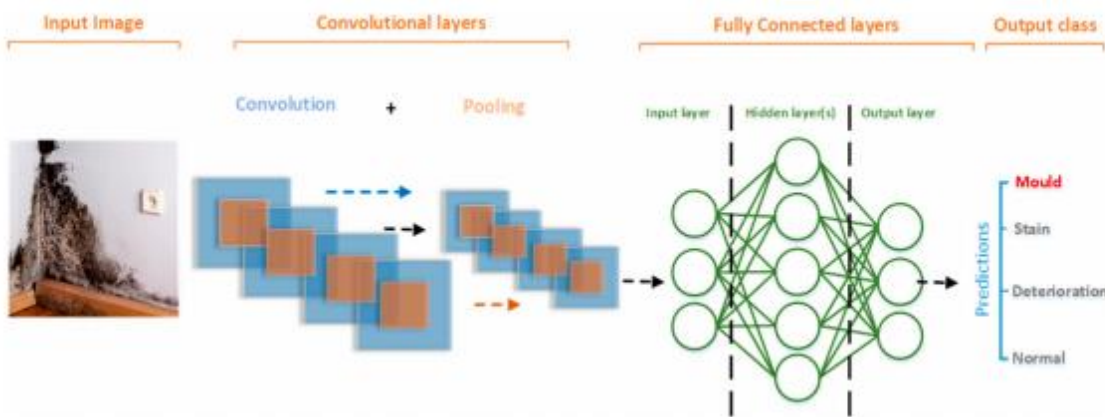 Input Image
Convolutional layers
Fully Connected layers
Output class
Convolution + Pooling
Input layer
Hidden layer(s)
Output layer
Mould
Stain
Deterioration
Normal
Predictions